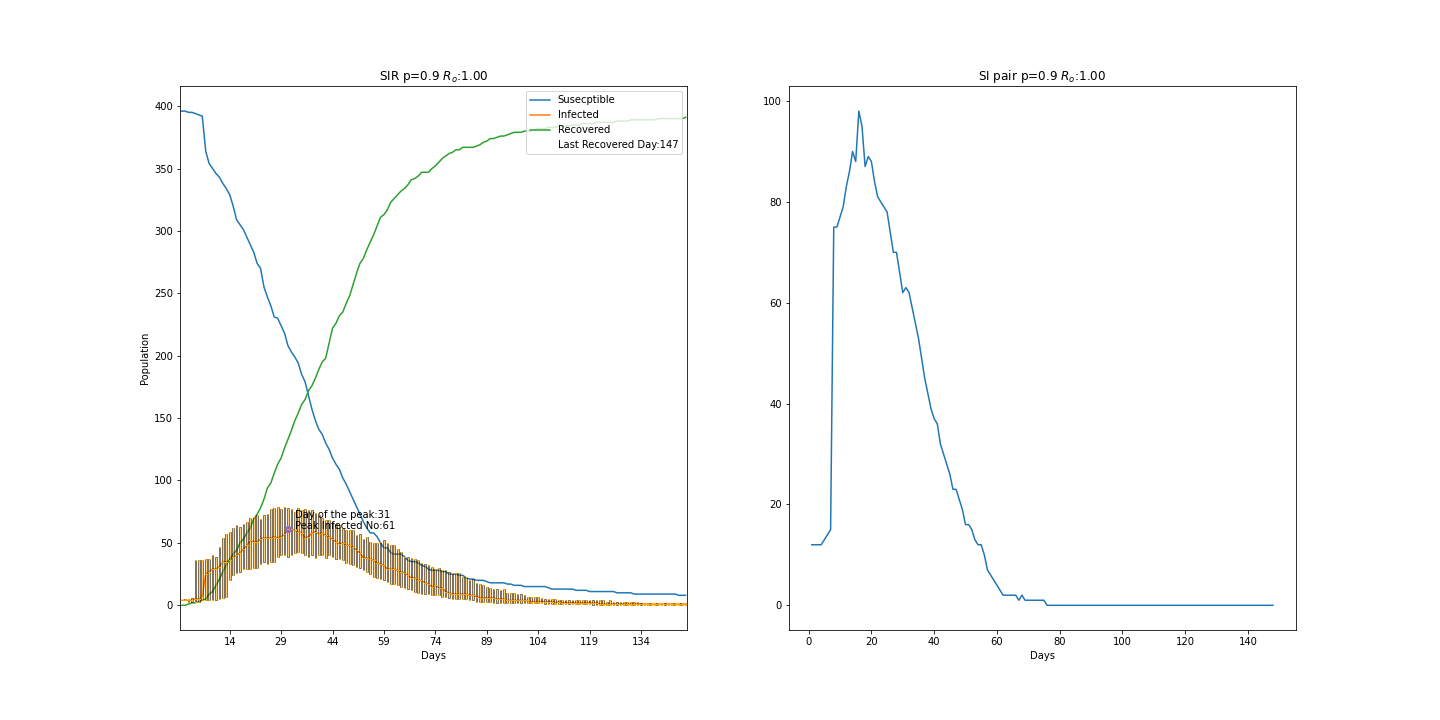 SIR p=0.9 Rₒ:1.00
SI pair p=0.9 Rₒ:1.00
Susecptible
Infected
Recovered
Last Recovered Day:147
400
350
300
250
200
150
100
50
0
Population
Day of the peak:31
Peak Infected No:61
14 29 44 59 74 89 104 119 134
Days
100
80
60
40
20
0
0 20 40 60 80 100 120 140
Days